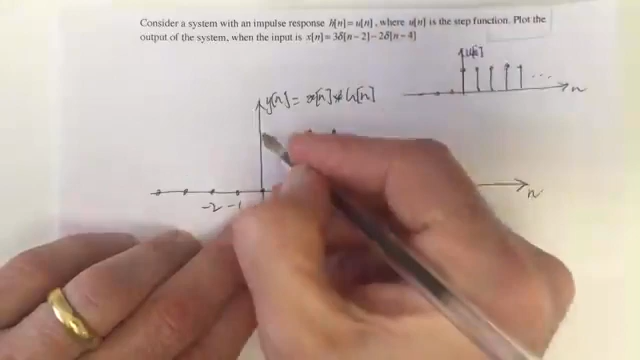 Consider a system with an impulse response h[n]=u[n], where u[n] is the step function. Plot the
output of the system, when the input is x[n]=3δ[n−2]−2δ[n−4]
u[n]
n
y[n] = x[n] * h[n]
n
-2 -1